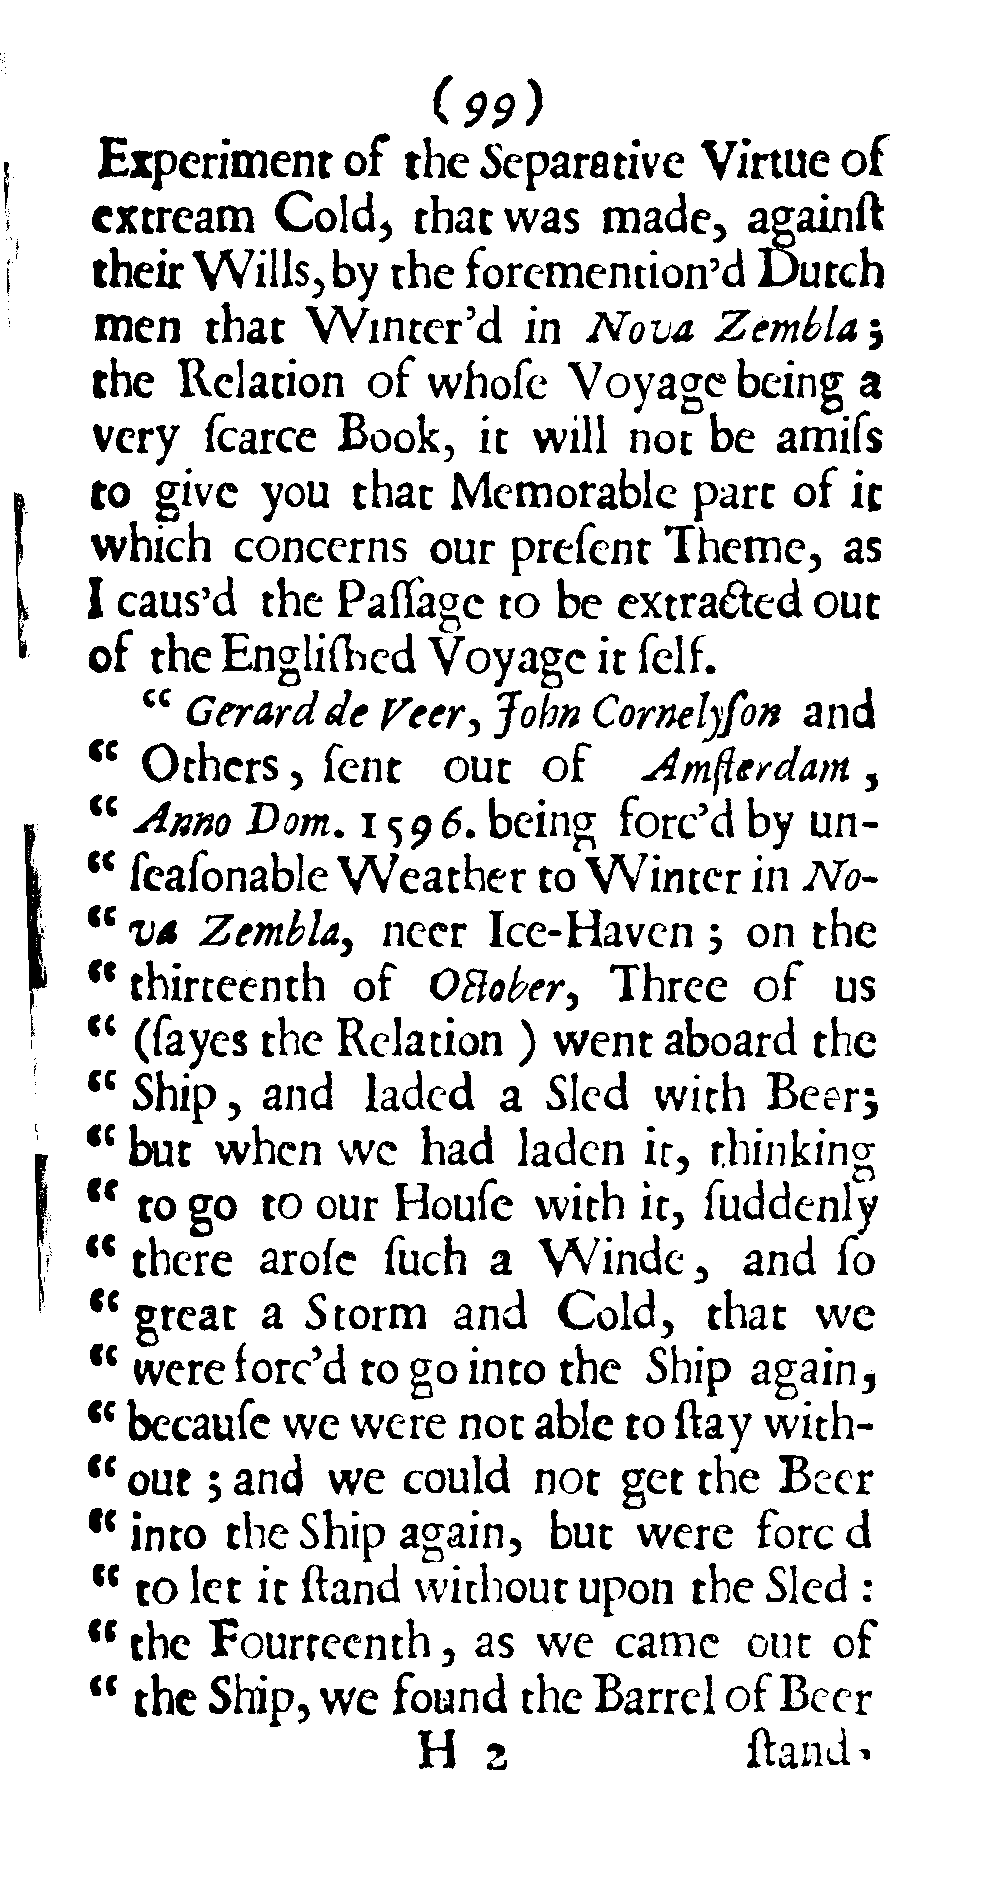 (99)
Experiment of the Separative Virtue of
extream Cold, that was made, againſt
their Wills, by the foremention'd Dutch
men that Winter'd in Nova Zembla;
the Relation of whoſe Voyage being a
very ſcarce Book, it will not be amiſs
to give you that Memorable part of it
which concerns our preſent Theme, as
I caus'd the Paſſage to be extracted out
of the Engliſhed Voyage it ſelf.
“ Gerard de Veer, John Cornelyſon and
“ Others, ſent out of Amſterdam,
“ Anno Dom. 1596. being forc'd by un-
“ ſeaſonable Weather to Winter in No-
“ va Zembla, neer Ice-Haven; on the
“ thirteenth of October, Three of us
“ (ſayes the Relation) went aboard the
“ Ship, and laded a Sled with Beer;
“ but when we had laden it, thinking
“ to go to our Houſe with it, ſuddenly
“ there aroſe ſuch a Winde, and ſo
“ great a Storm and Cold, that we
“ were forc'd to go into the Ship again,
“ becauſe we were not able to ſtay with-
“ out; and we could not get the Beer
“ into the Ship again, but were forc d
“ to let it ſtand without upon the Sled:
“ the Fourteenth, as we came out of
“ the Ship, we found the Barrel of Beer
H 2 ſtand-